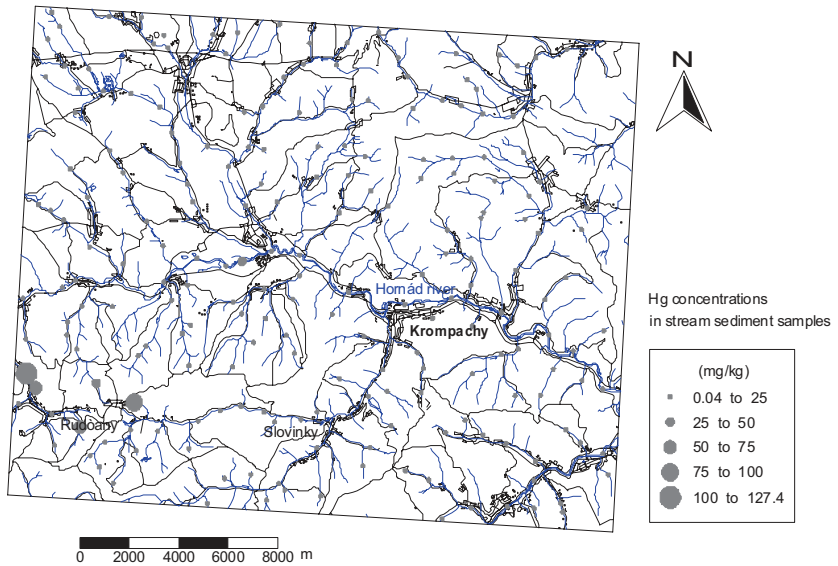 N
Hornád river
Krompachy
Rudňany
Slovinky
Hg concentrations
in stream sediment samples
(mg/kg)
0.04 to 25
25 to 50
50 to 75
75 to 100
100 to 127.4
0 2000 4000 6000 8000 m